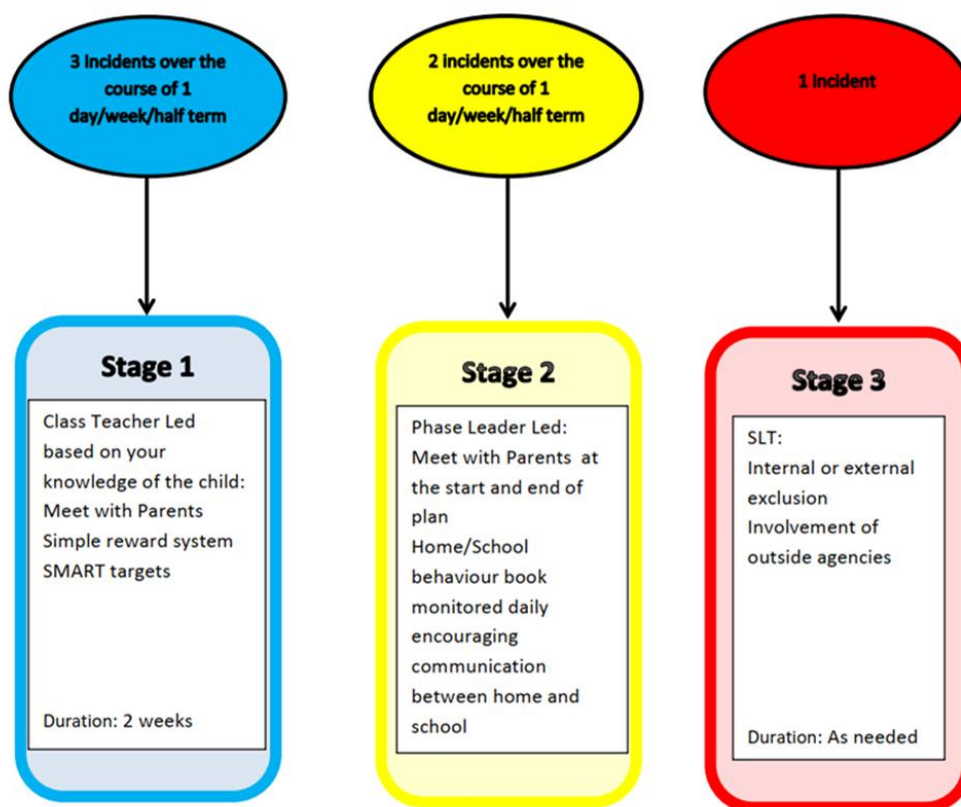 3 incidents over the
course of 1
day/week/half term
2 incidents over the
course of 1
day/week/half term
1 incident
Stage 1
Class Teacher Led
based on your
knowledge of the child:
Meet with Parents
Simple reward system
SMART targets
Duration: 2 weeks
Stage 2
Phase Leader Led:
Meet with Parents at
the start and end of
plan
Home/School
behaviour book
monitored daily
encouraging
communication
between home and
school
Stage 3
SLT:
Internal or external
exclusion
Involvement of
outside agencies
Duration: As needed